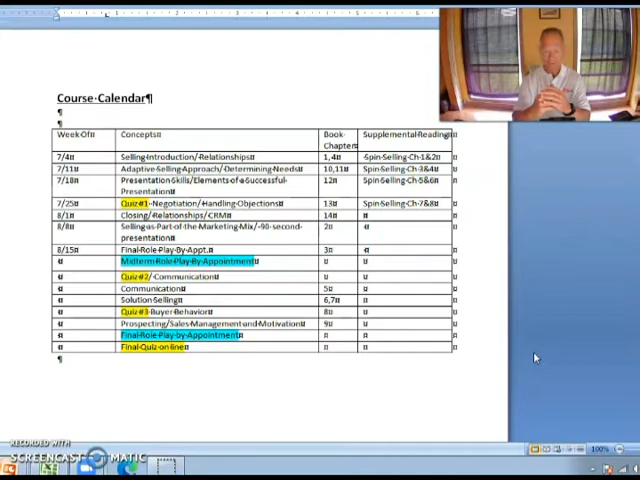 Course Calendar
Week Of Concepts Book Chapter Supplemental Reading
7/4 Selling Introduction/Relationships 1,4 Spin Selling Ch 1&2
7/11 Adaptive Selling Approach/Determining Needs 10,11 Spin Selling Ch 3&4
7/18 Presentation Skills/Elements of a Successful Presentation 12 Spin Selling Ch 5&6
7/25 Quiz #1 - Negotiation/Handling Objections 13 Spin Selling Ch 7&8
8/1 Closing/Relationships/CRM 14
8/8 Selling as Part of the Marketing Mix/-90 second presentation 2
8/15 Final Role Play By Appt. 3
Midterm Role Play By Appointment
Quiz #2/ Communication
Communication 5
Solution Selling 6,7
Quiz #3 Buyer Behavior 8
Prospecting/Sales Management and Motivation 9
Final Role Play by Appointment
Final Quiz online
RECORDED WITH
SCREENCAST MATIC
100%